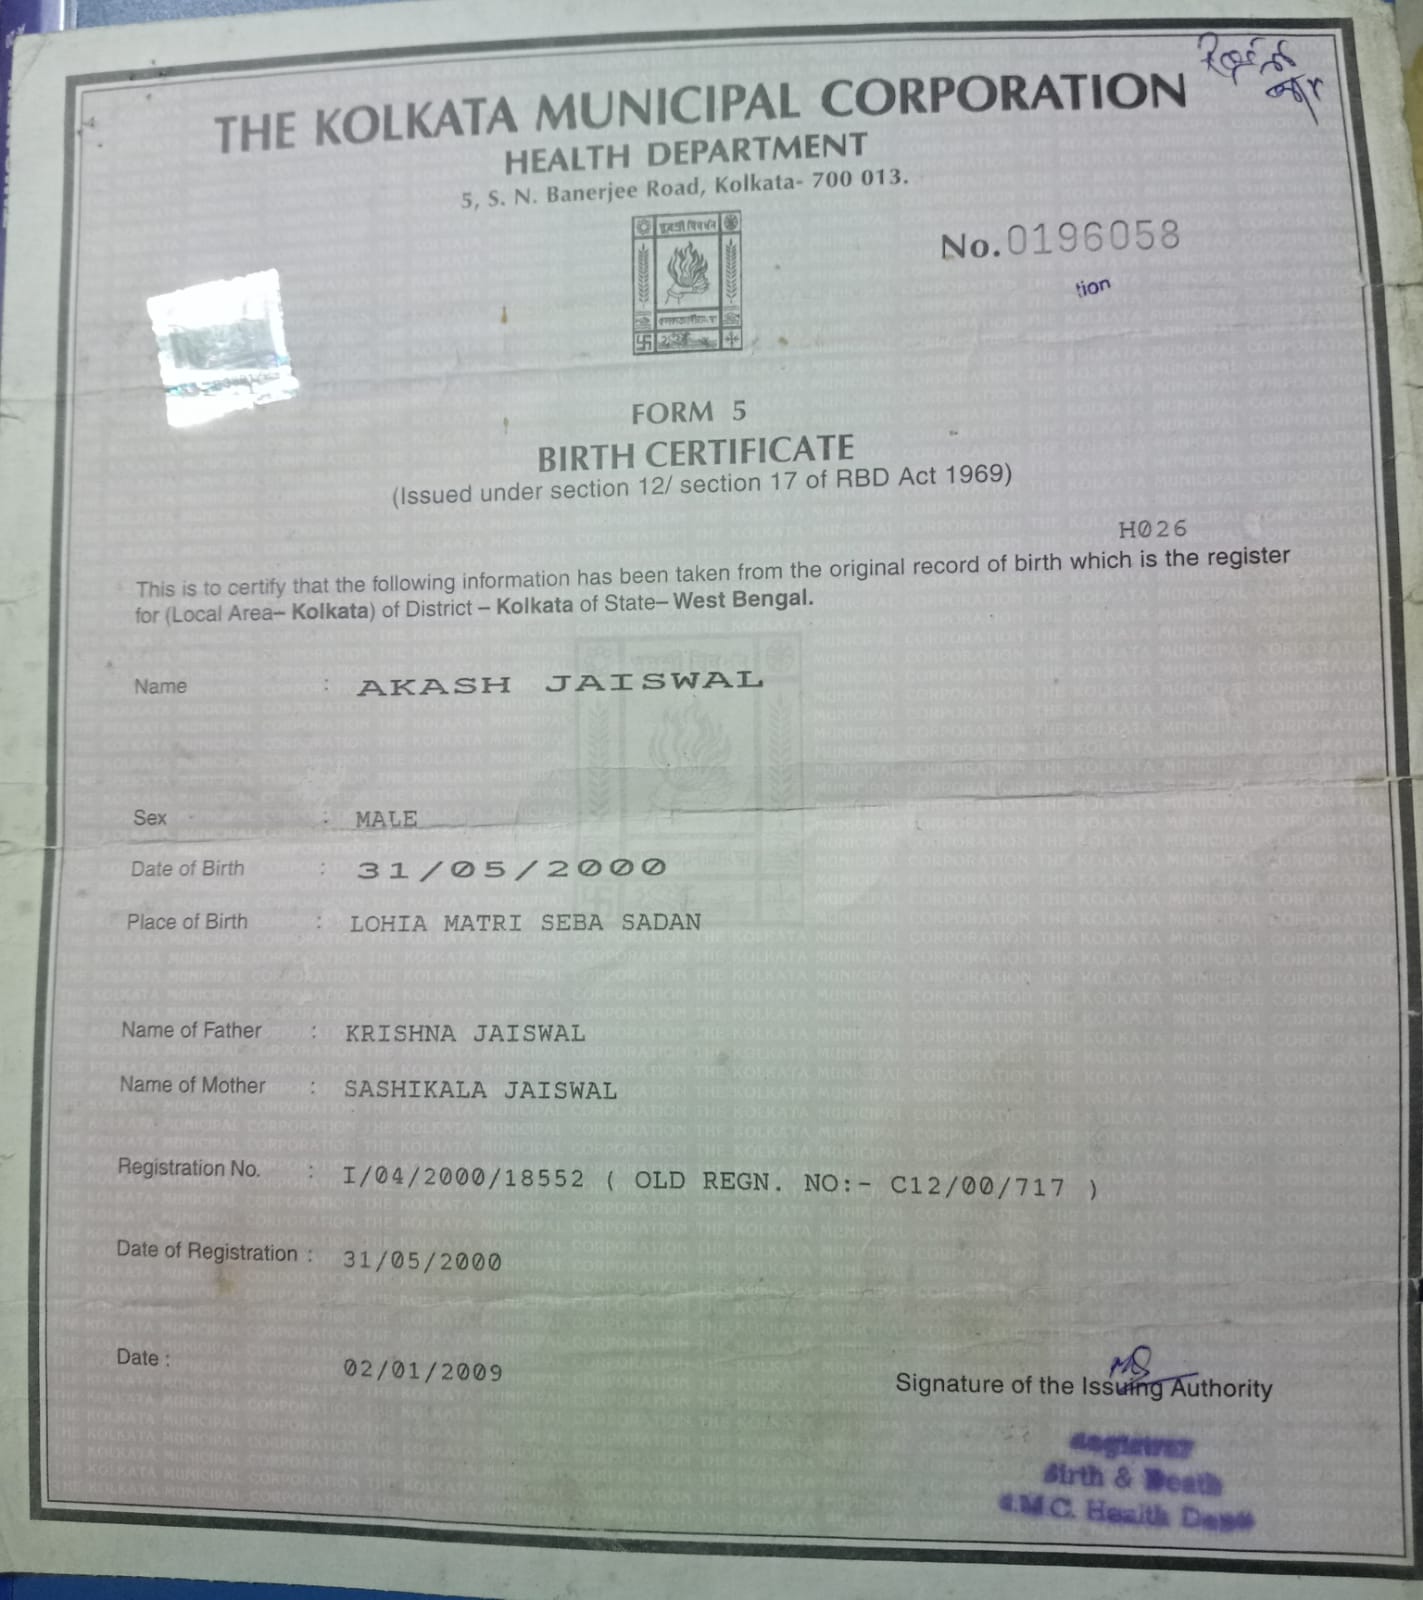 THE KOLKATA MUNICIPAL CORPORATION
HEALTH DEPARTMENT
5, S. N. Banerjee Road, Kolkata- 700 013.
No. 0196058
tion
FORM 5
BIRTH CERTIFICATE
(Issued under section 12/ section 17 of RBD Act 1969)
H026
This is to certify that the following information has been taken from the original record of birth which is the register
for (Local Area– Kolkata) of District – Kolkata of State– West Bengal.
Name : AKASH JAISWAL
Sex : MALE
Date of Birth : 31/05/2000
Place of Birth : LOHIA MATRI SEBA SADAN
Name of Father : KRISHNA JAISWAL
Name of Mother : SASHIKALA JAISWAL
Registration No. : I/04/2000/18552 ( OLD REGN. NO:- C12/00/717 )
Date of Registration : 31/05/2000
Date : 02/01/2009
Signature of the Issuing Authority
Registrar
Birth & Death
K.M.C. Health Dept